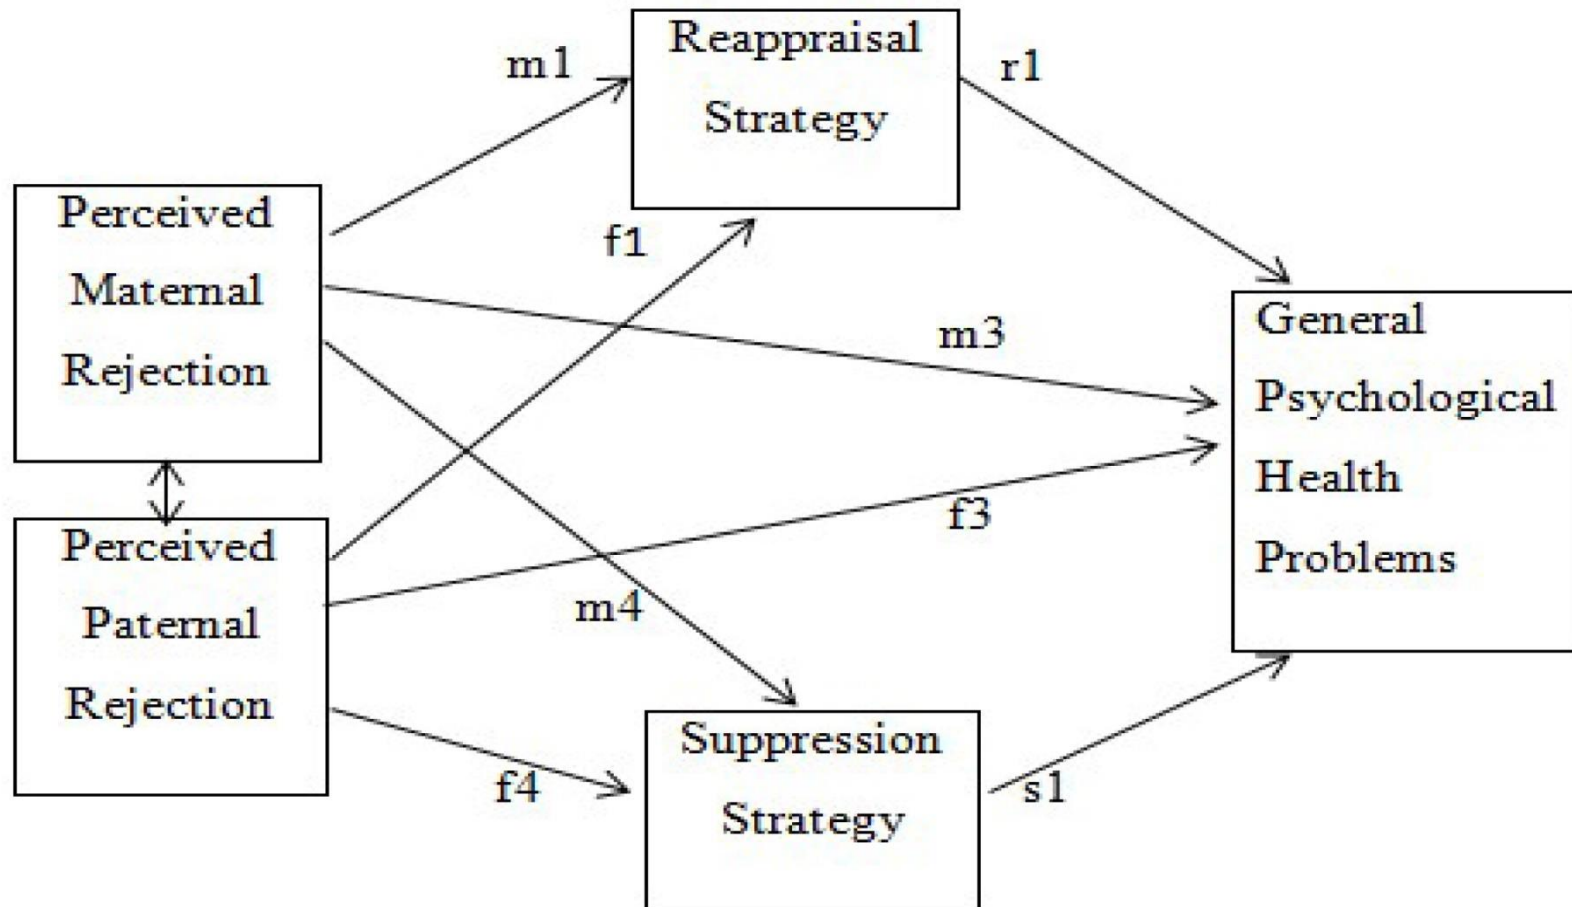 Reappraisal
Strategy
m1
r1
Perceived
Maternal
Rejection
f1
m3
General
Psychological
Health
Problems
f3
Perceived
Paternal
Rejection
m4
f4
Suppression
Strategy
s1